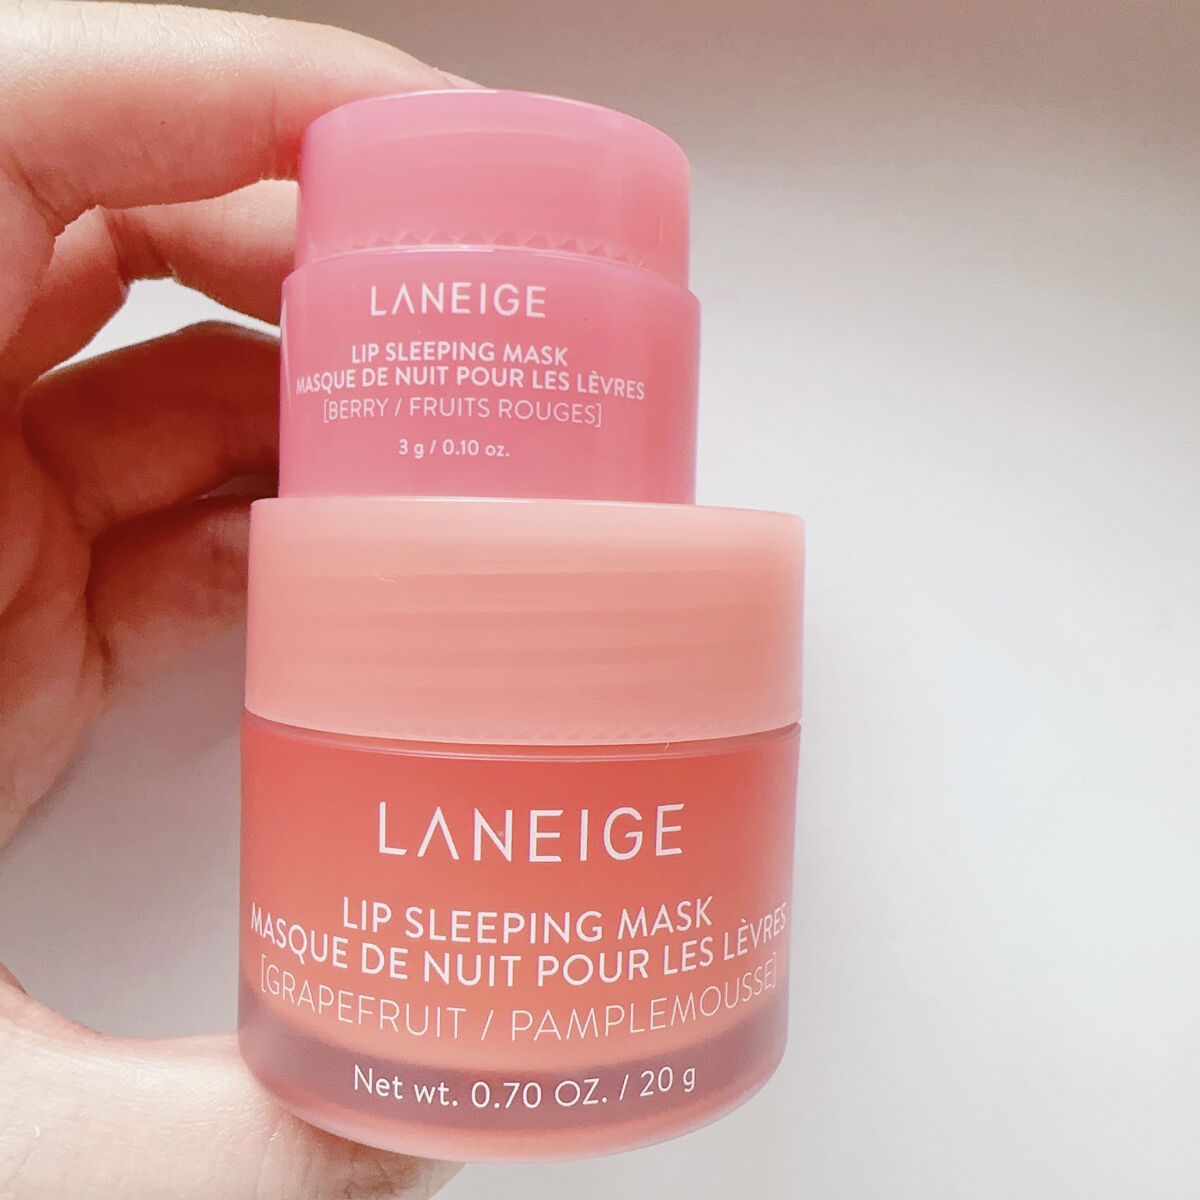 LANEIGE
LIP SLEEPING MASK
MASQUE DE NUIT POUR LES LÈVRES
[BERRY / FRUITS ROUGES]
3 g / 0.10 oz.
LANEIGE
LIP SLEEPING MASK
MASQUE DE NUIT POUR LES LÈVRES
[GRAPEFRUIT / PAMPLEMOUSSE]
Net wt. 0.70 OZ. / 20 g